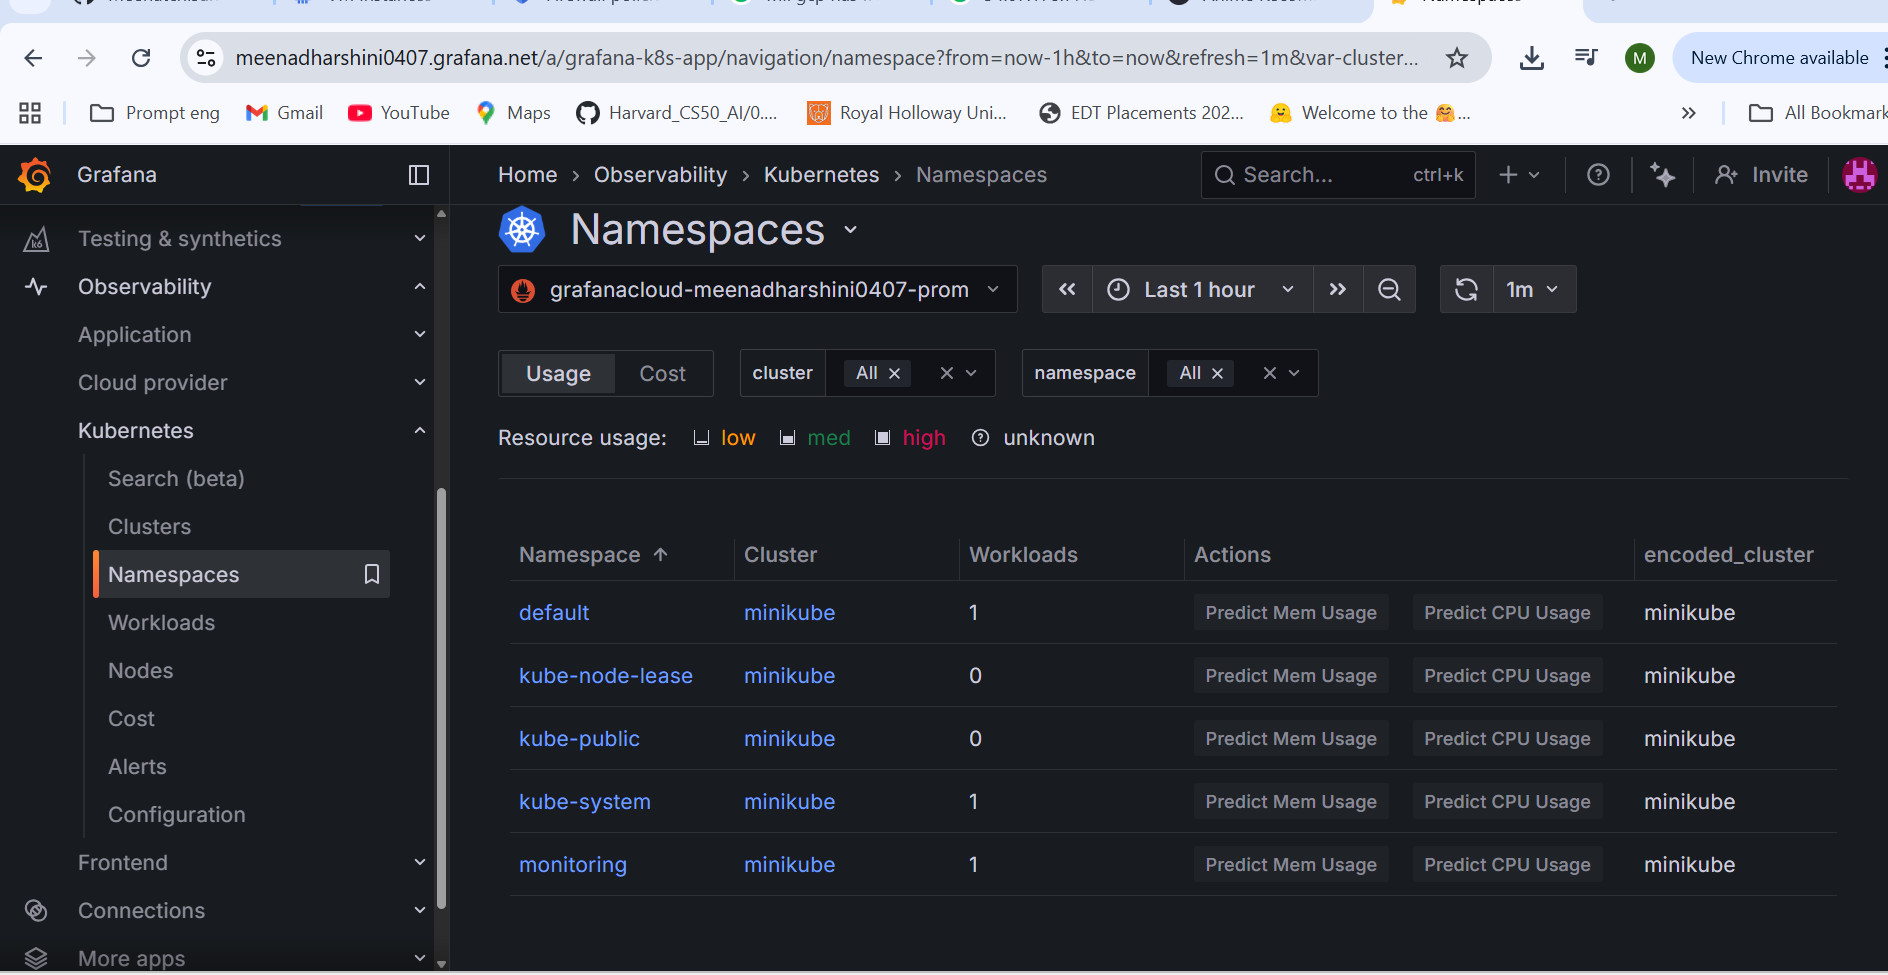 meenadharshini0407.grafana.net/a/grafana-k8s-app/navigation/namespace?from=now-1h&to=now&refresh=1m&var-cluster...
M
New Chrome available
Prompt eng
Gmail
YouTube
Maps
Harvard_CS50_AI/0....
Royal Holloway Uni...
EDT Placements 202...
Welcome to the 🤗...
All Bookmark
Grafana
Home › Observability › Kubernetes › Namespaces
Search...
ctrl+k
Invite
Testing & synthetics
Observability
Application
Cloud provider
Kubernetes
Search (beta)
Clusters
Namespaces
Workloads
Nodes
Cost
Alerts
Configuration
Frontend
Connections
More apps
Namespaces
grafanacloud-meenadharshini0407-prom
Last 1 hour
1m
Usage
Cost
cluster
All
namespace
All
Resource usage: low med high unknown
Namespace Cluster Workloads Actions encoded_cluster
default minikube 1 Predict Mem Usage Predict CPU Usage minikube
kube-node-lease minikube 0 Predict Mem Usage Predict CPU Usage minikube
kube-public minikube 0 Predict Mem Usage Predict CPU Usage minikube
kube-system minikube 1 Predict Mem Usage Predict CPU Usage minikube
monitoring minikube 1 Predict Mem Usage Predict CPU Usage minikube